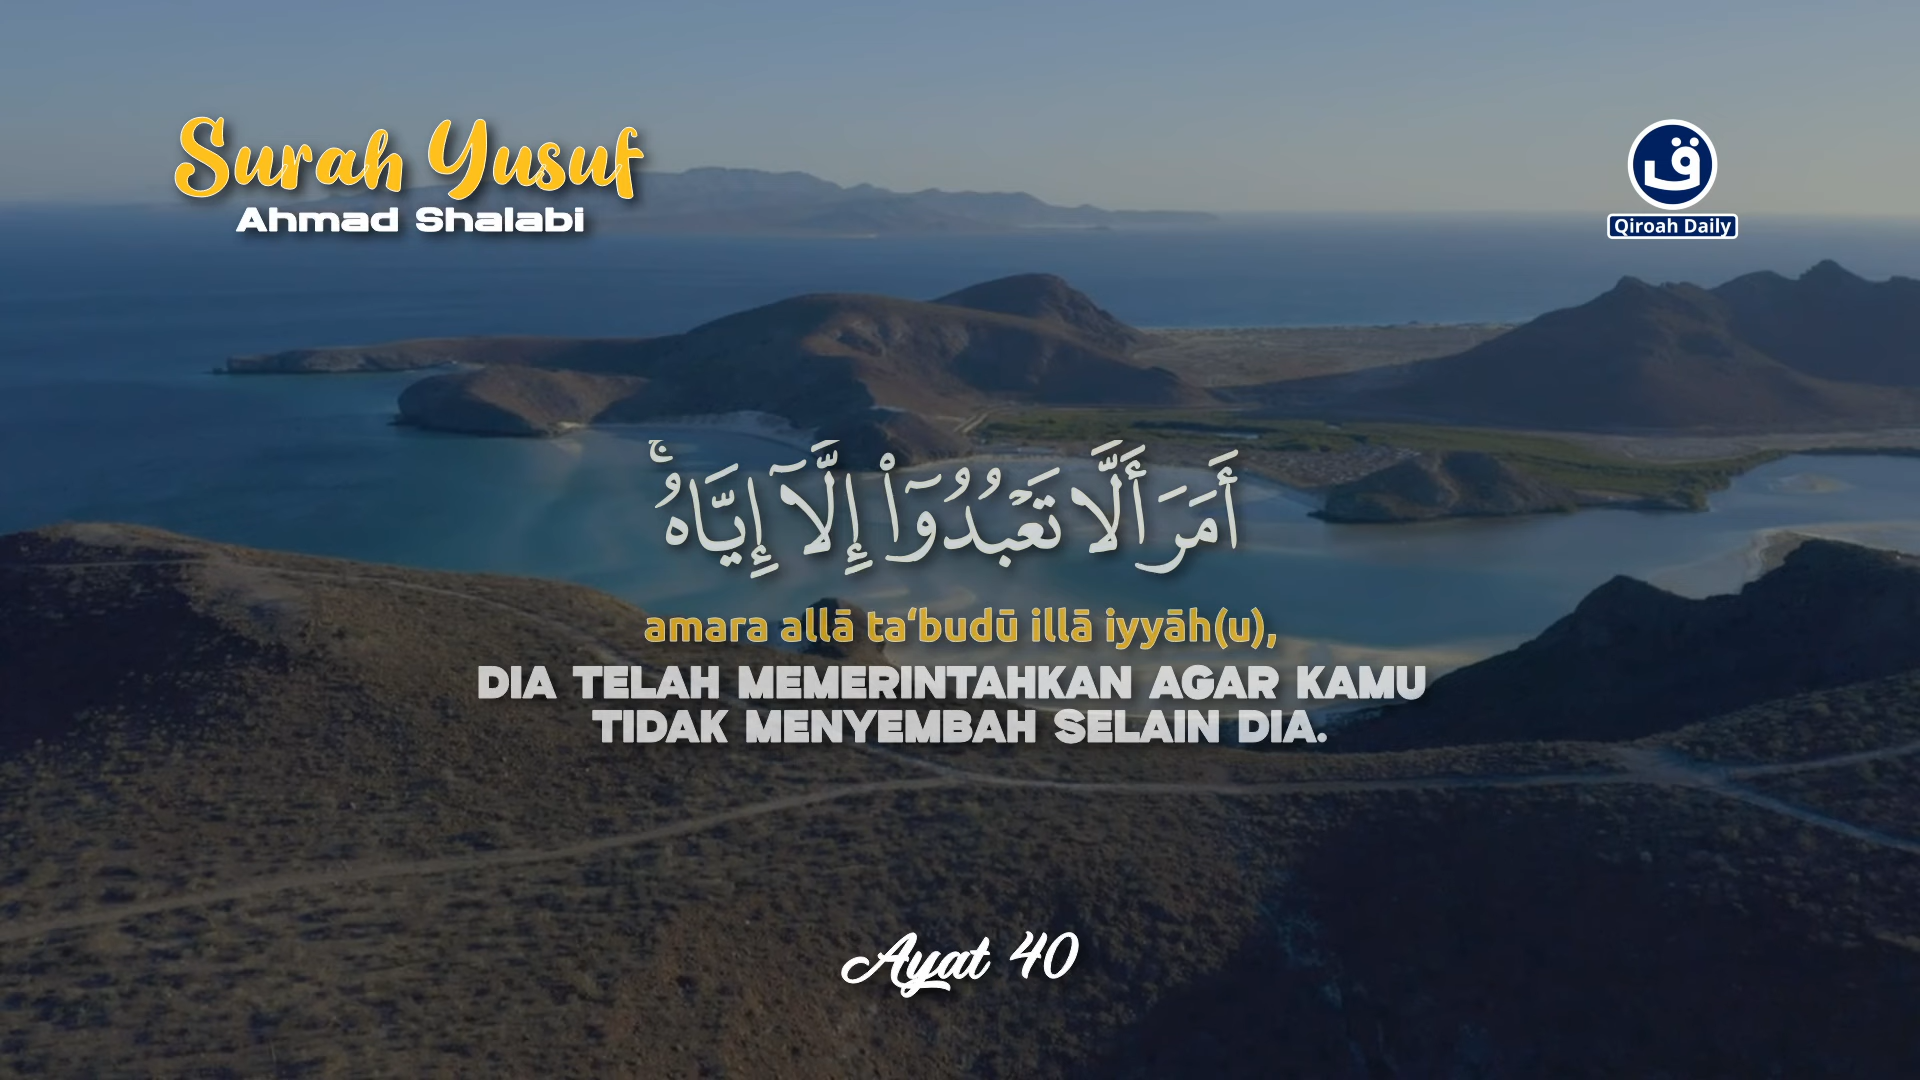 Surah Yusuf
Ahmad Shalabi
ق
Qiroah Daily
أَمَرَ أَلَّا تَعْبُدُوٓا۟ إِلَّآ إِيَّاهُ ۚ
amara allā ta‘budū illā iyyāh(u),
DIA TELAH MEMERINTAHKAN AGAR KAMU
TIDAK MENYEMBAH SELAIN DIA.
Ayat 40